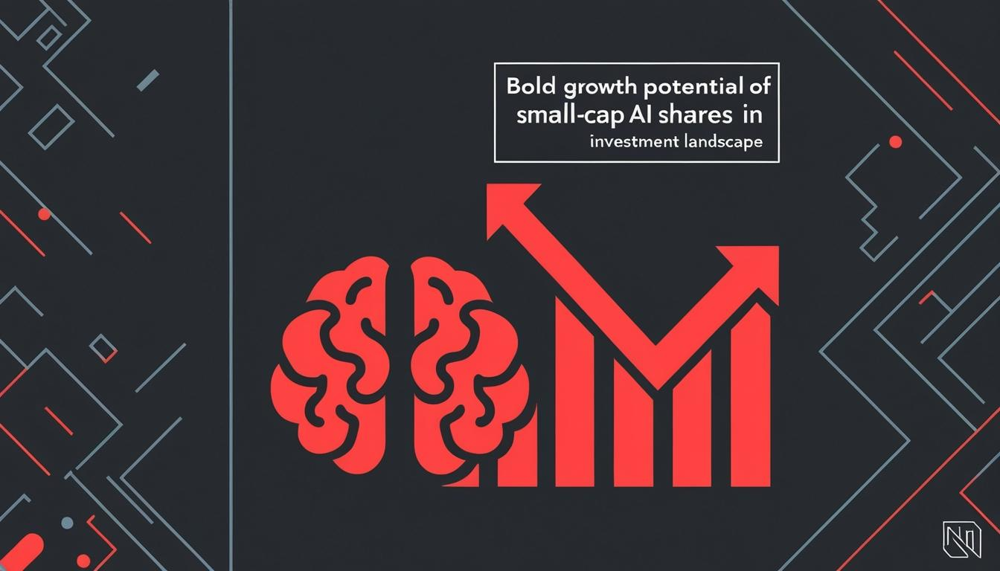 Bold growth potential of
small-cap AI shares in
investment landscape